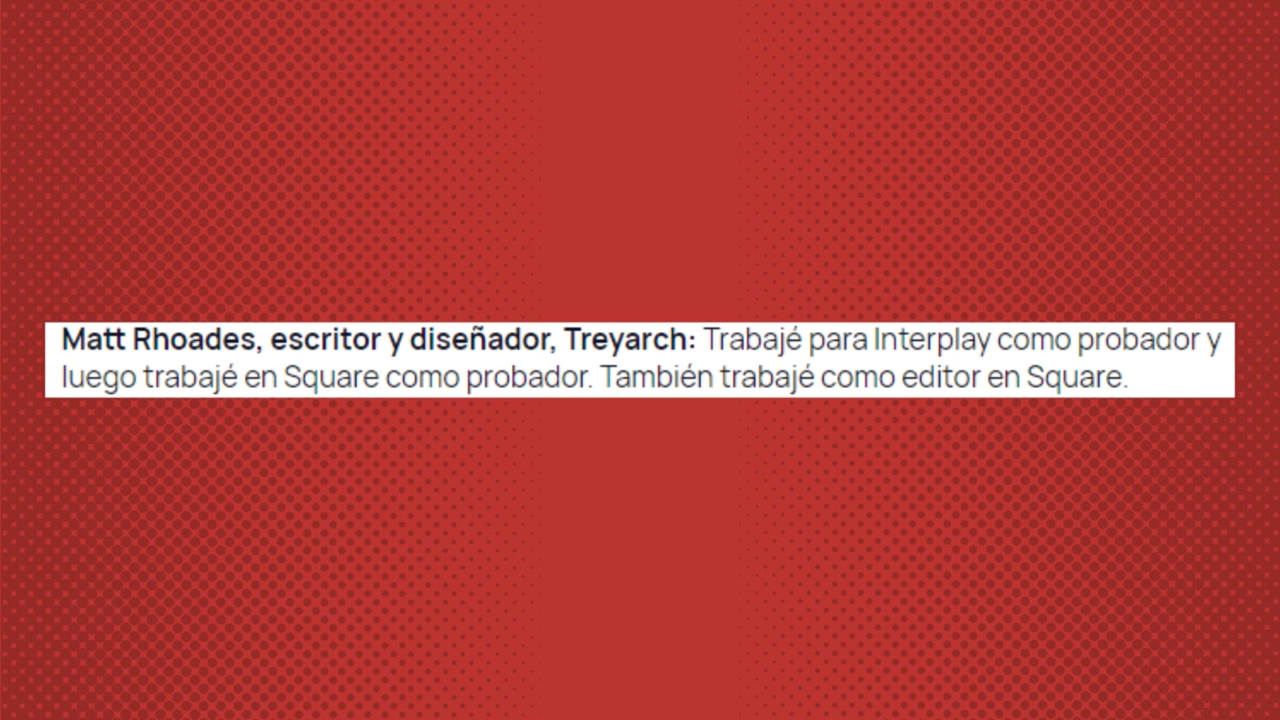 Matt Rhoades, escritor y diseñador, Treyarch: Trabajé para Interplay como probador y
luego trabajé en Square como probador. También trabajé como editor en Square.